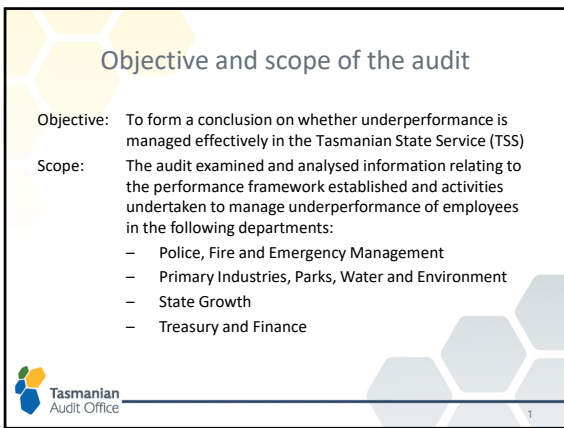 Objective and scope of the audit
Objective: To form a conclusion on whether underperformance is
managed effectively in the Tasmanian State Service (TSS)
Scope: The audit examined and analysed information relating to
the performance framework established and activities
undertaken to manage underperformance of employees
in the following departments:
– Police, Fire and Emergency Management
– Primary Industries, Parks, Water and Environment
– State Growth
– Treasury and Finance
Tasmanian
Audit Office
1